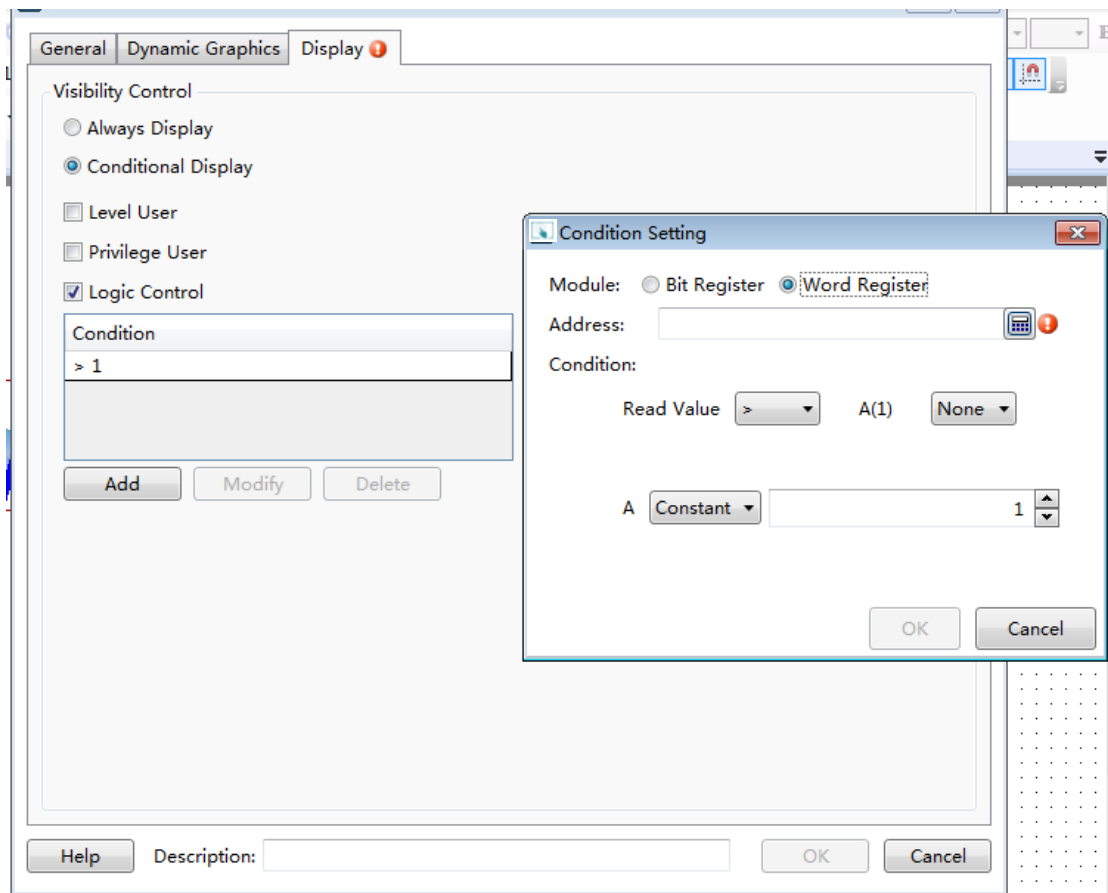 General Dynamic Graphics Display
Visibility Control
Always Display
Conditional Display
Level User
Privilege User
Logic Control
Condition
> 1
Add Modify Delete
Condition Setting
Module: Bit Register Word Register
Address:
Condition:
Read Value > A(1) None
A Constant 1
OK Cancel
Help Description: OK Cancel